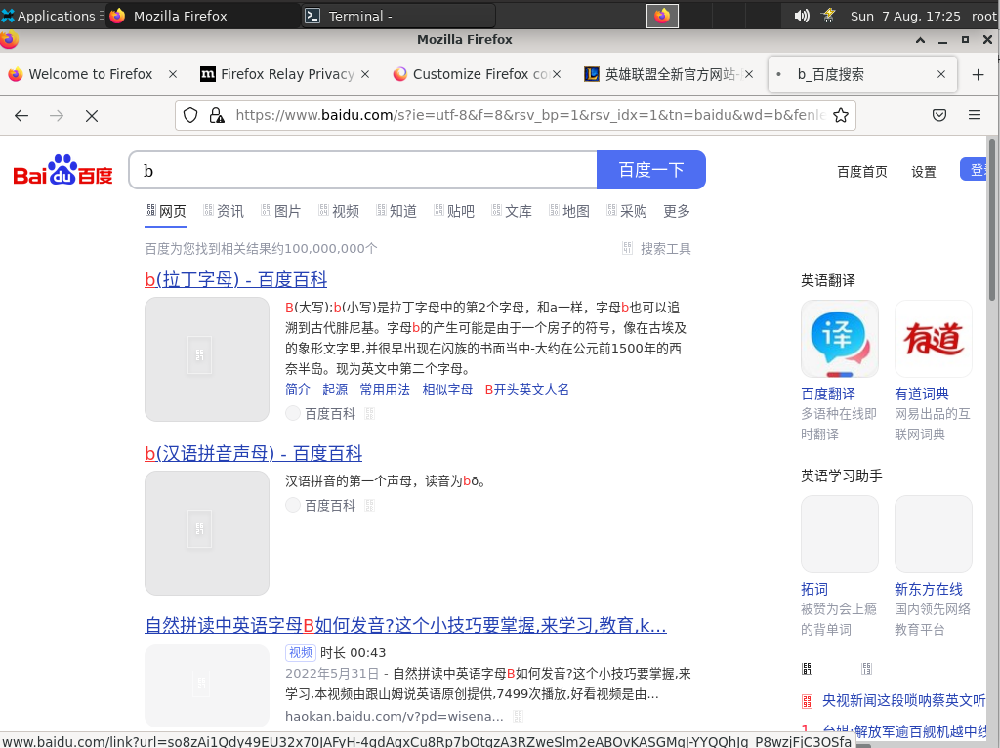 Applications
Mozilla Firefox
Terminal -
Sun 7 Aug, 17:25 root
Mozilla Firefox
Welcome to Firefox
Firefox Relay Privacy
Customize Firefox co
英雄联盟全新官方网站-
b_百度搜索
https://www.baidu.com/s?ie=utf-8&f=8&rsv_bp=1&rsv_idx=1&tn=baidu&wd=b&fenle
Bai du 百度
b
百度一下
百度首页
设置
登
网页
资讯
图片
视频
知道
贴吧
文库
地图
采购
更多
百度为您找到相关结果约100,000,000个
搜索工具
b(拉丁字母) - 百度百科
B(大写);b(小写)是拉丁字母中的第2个字母，和a一样，字母b也可以追
溯到古代腓尼基。字母b的产生可能是由于一个房子的符号，像在古埃及
的象形文字里,并很早出现在闪族的书面当中-大约在公元前1500年的西
奈半岛。现为英文中第二个字母。
简介 起源 常用用法 相似字母 B开头英文人名
百度百科
b(汉语拼音声母) - 百度百科
汉语拼音的第一个声母，读音为bō。
百度百科
自然拼读中英语字母B如何发音?这个小技巧要掌握,来学习,教育,k...
视频 时长 00:43
2022年5月31日 - 自然拼读中英语字母B如何发音?这个小技巧要掌握,来
学习,本视频由跟山姆说英语原创提供,7499次播放,好看视频是由...
haokan.baidu.com/v?pd=wisena...
英语翻译
译
有道
百度翻译
多语种在线即
时翻译
有道词典
网易出品的互
联网词典
英语学习助手
拓词
被赞为会上瘾
的背单词
新东方在线
国内领先网络
教育平台
央视新闻这段唢呐蔡英文听
1 台媒:解放军逾百舰机越中线
www.baidu.com/link?url=so8zAi1Qdy49EU32x70JAFyH-4gdAgxCu8Rp7bOtgzA3RZweSlm2eABOvKASGMgJ-YYQQhJg_P8wzjFjC3OSfa